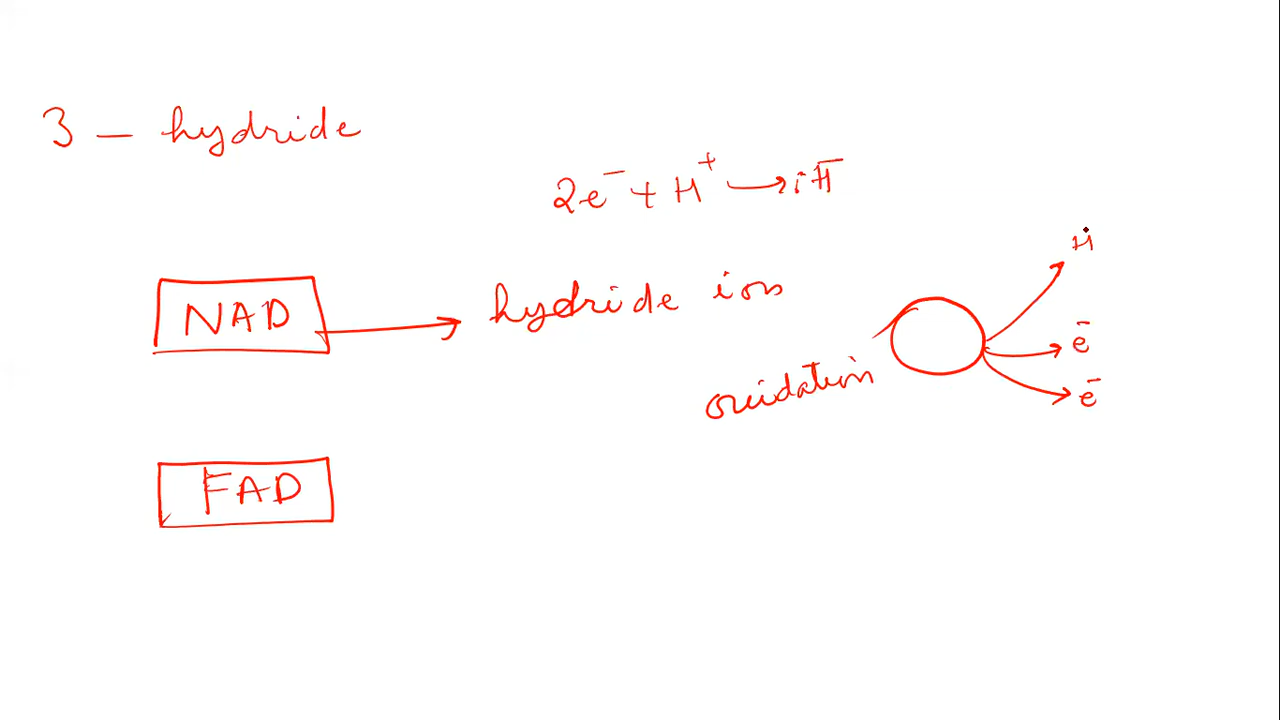 3 — hydride
2e⁻ + H⁺ → :H⁻
NAD → hydride ion
H
e⁻
oxidation
e⁻
FAD